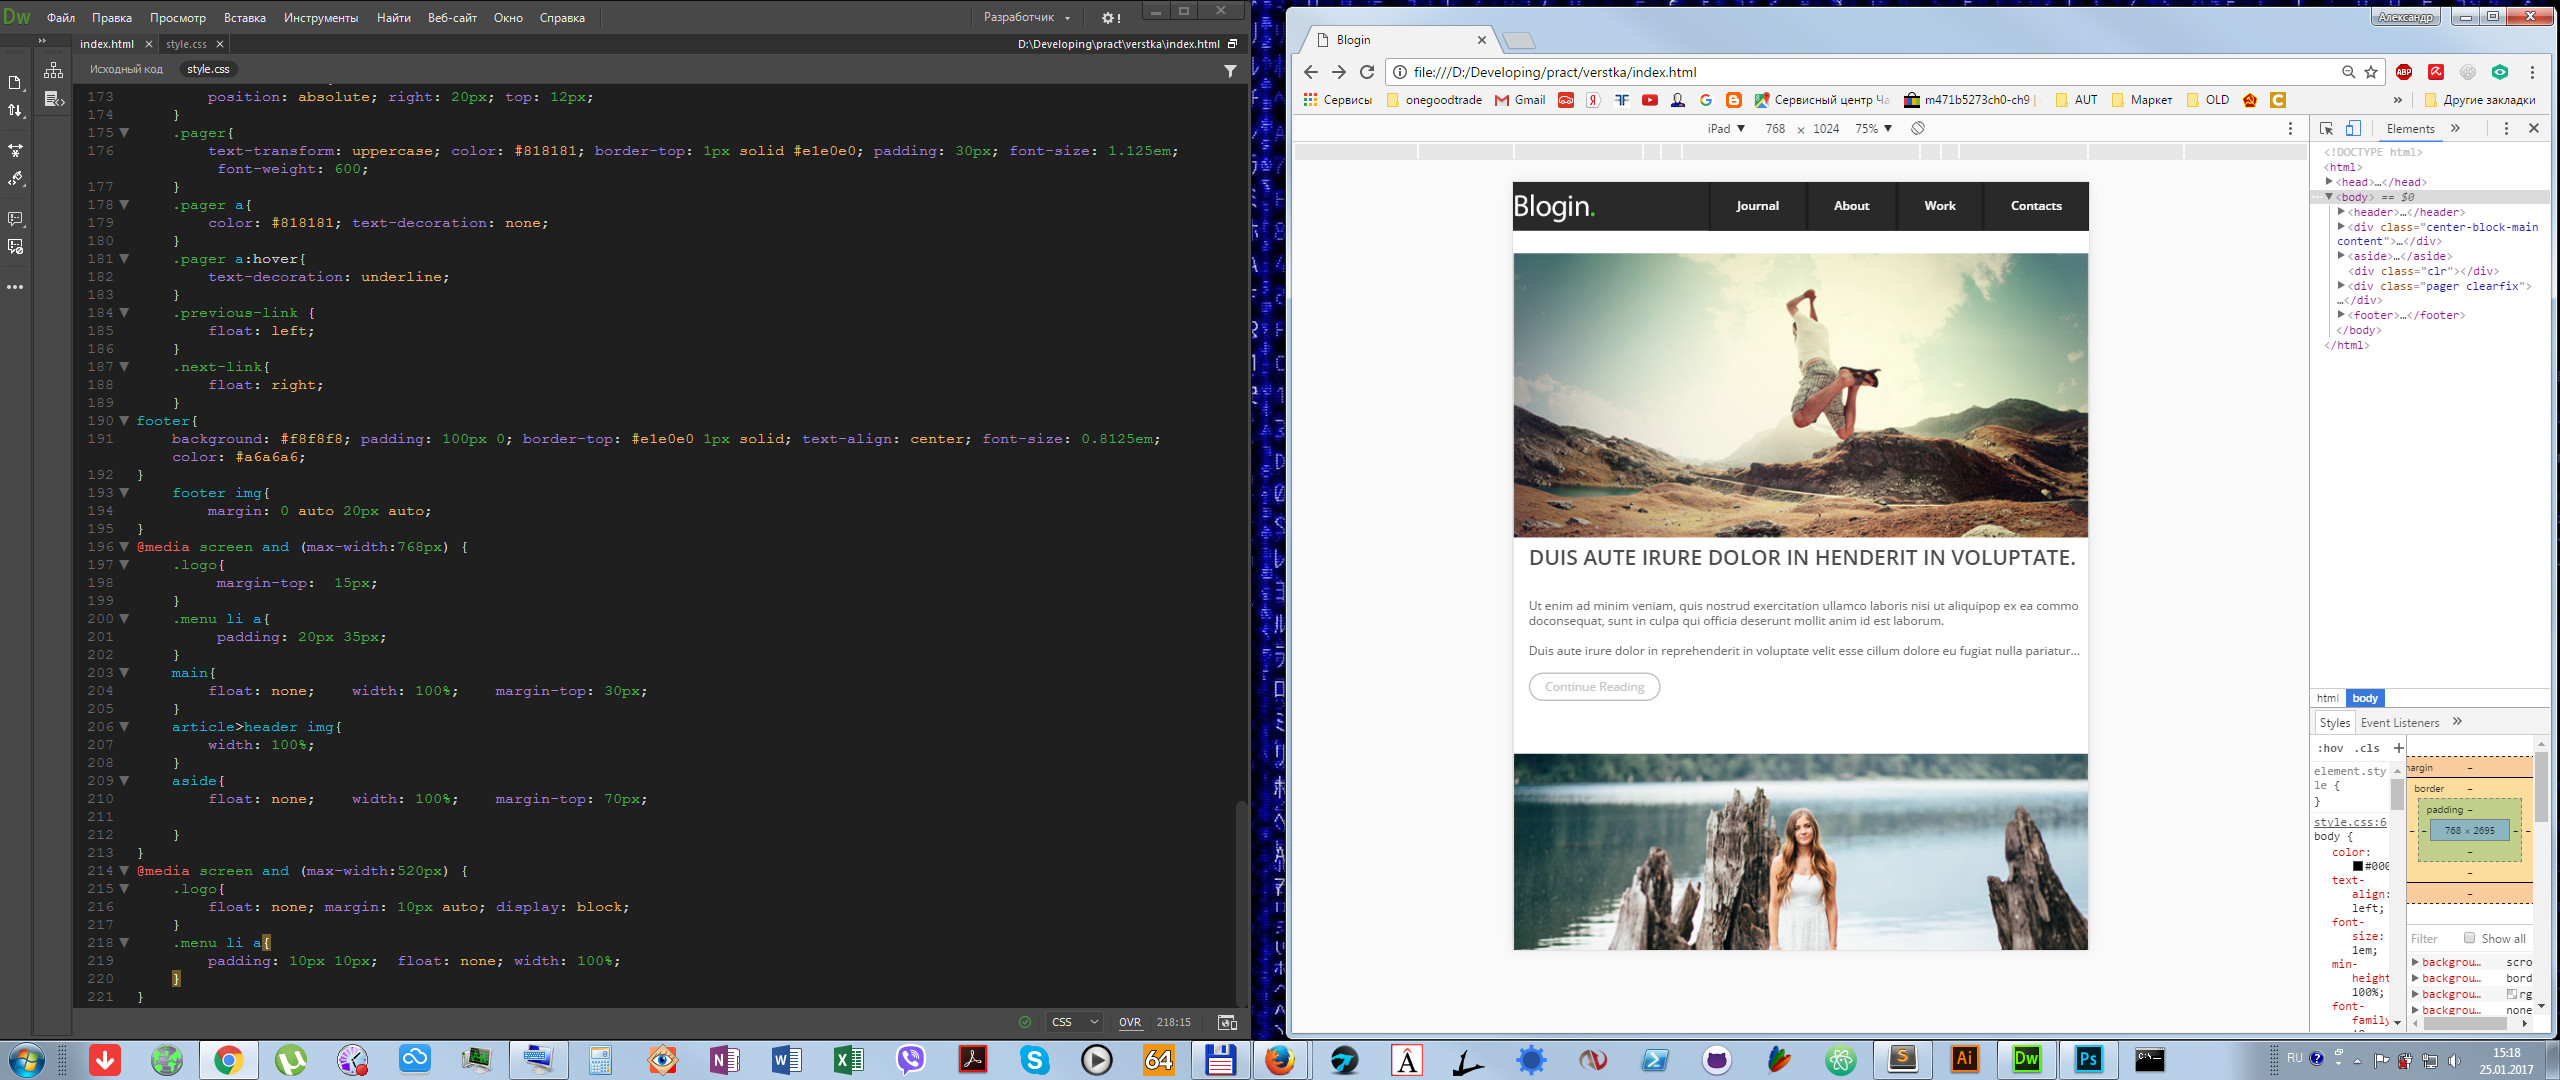 Dw Файл Правка Просмотр Вставка Инструменты Найти Веб-сайт Окно Справка Разработчик
index.html style.css D:\Developing\pract\verstka\index.html
Исходный код style.css
173 position: absolute; right: 20px; top: 12px;
174 }
175 .pager{
176 text-transform: uppercase; color: #818181; border-top: 1px solid #e1e0e0; padding: 30px; font-size: 1.125em;
font-weight: 600;
177 }
178 .pager a{
179 color: #818181; text-decoration: none;
180 }
181 .pager a:hover{
182 text-decoration: underline;
183 }
184 .previous-link {
185 float: left;
186 }
187 .next-link{
188 float: right;
189 }
190 footer{
191 background: #f8f8f8; padding: 100px 0; border-top: #e1e0e0 1px solid; text-align: center; font-size: 0.8125em;
color: #a6a6a6;
192 }
193 footer img{
194 margin: 0 auto 20px auto;
195 }
196 @media screen and (max-width:768px) {
197 .logo{
198 margin-top: 15px;
199 }
200 .menu li a{
201 padding: 20px 35px;
202 }
203 main{
204 float: none; width: 100%; margin-top: 30px;
205 }
206 article>header img{
207 width: 100%;
208 }
209 aside{
210 float: none; width: 100%; margin-top: 70px;
211
212 }
213 }
214 @media screen and (max-width:520px) {
215 .logo{
216 float: none; margin: 10px auto; display: block;
217 }
218 .menu li a{
219 padding: 10px 10px; float: none; width: 100%;
220 }
221 }
CSS OVR 218:15
Александр
Blogin
file:///D:/Developing/pract/verstka/index.html
Сервисы onegoodtrade Gmail Сервисный центр Ча m471b5273ch0-ch9 AUT Маркет OLD Другие закладки
iPad 768 × 1024 75%
Blogin. Journal About Work Contacts
DUIS AUTE IRURE DOLOR IN HENDERIT IN VOLUPTATE.
Ut enim ad minim veniam, quis nostrud exercitation ullamco laboris nisi ut aliquipop ex ea commo
doconsequat, sunt in culpa qui officia deserunt mollit anim id est laborum.
Duis aute irure dolor in reprehenderit in voluptate velit esse cillum dolore eu fugiat nulla pariatur...
Continue Reading
Elements
<!DOCTYPE html>
<html>
<head>…</head>
<body> == $0
<header>…</header>
<div class="center-block-main
content">…</div>
<aside>…</aside>
<div class="clr"></div>
<div class="pager clearfix">
…</div>
<footer>…</footer>
</body>
</html>
html body
Styles Event Listeners
:hov .cls +
element.sty
le {
}
style.css:6
body {
color:
#000
text-
align:
left;
font-
size:
1em;
min-
height
100%;
font-
family
margin –
border –
padding –
768 × 2695
Filter Show all
backgrou… scro
backgrou… bord
backgrou… rg
backgrou… none
64 Ai Dw Ps RU 15:18
25.01.2017